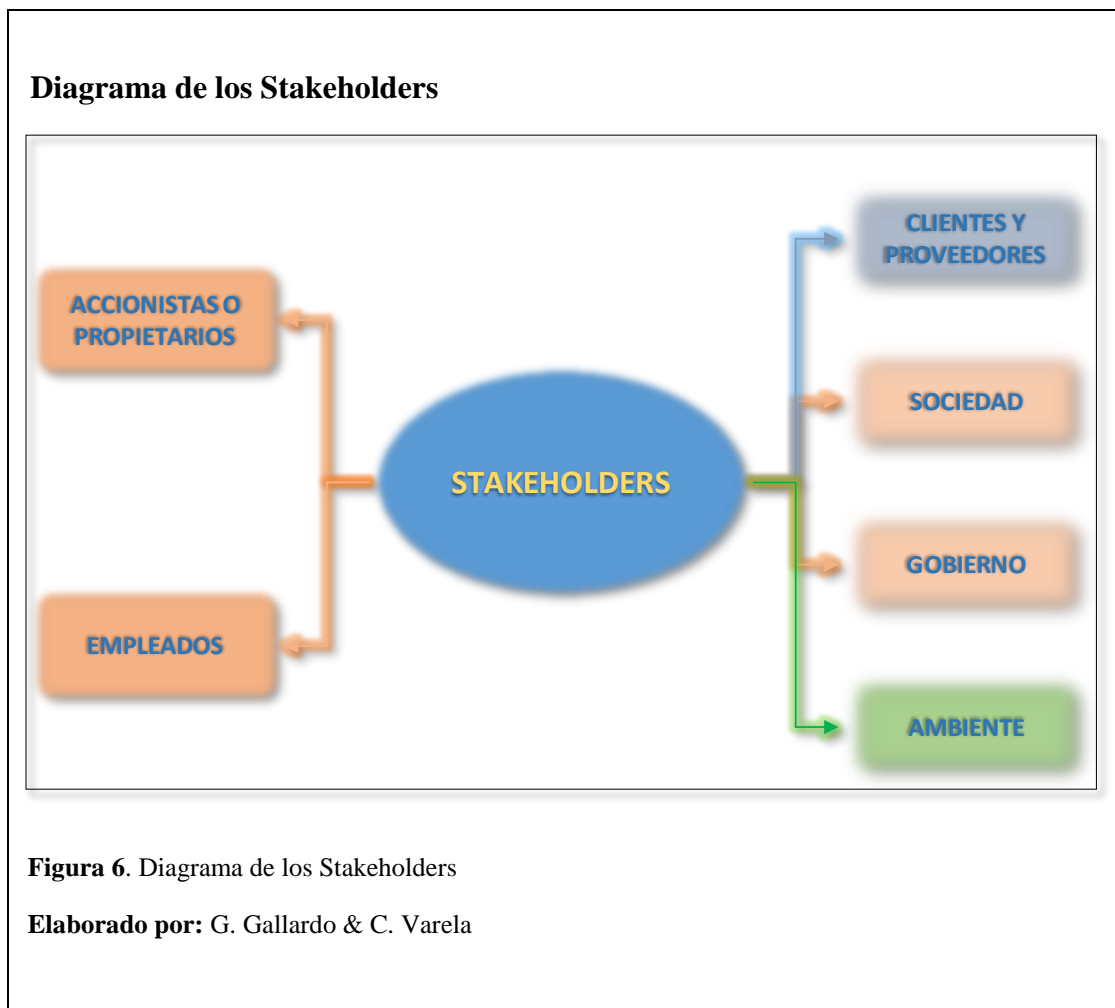 Diagrama de los Stakeholders
ACCIONISTAS O
PROPIETARIOS
EMPLEADOS
STAKEHOLDERS
CLIENTES Y
PROVEEDORES
SOCIEDAD
GOBIERNO
AMBIENTE
Figura 6. Diagrama de los Stakeholders
Elaborado por: G. Gallardo & C. Varela